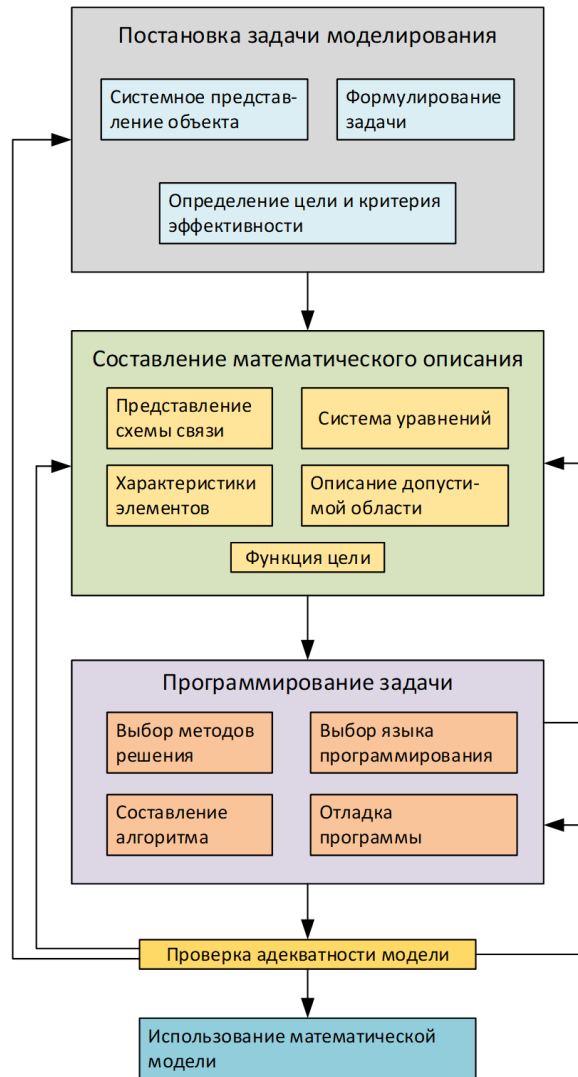 Постановка задачи моделирования
Системное представ-
ление объекта
Формулирование
задачи
Определение цели и критерия
эффективности
Составление математического описания
Представление
схемы связи
Система уравнений
Характеристики
элементов
Описание допусти-
мой области
Функция цели
Программирование задачи
Выбор методов
решения
Выбор языка
программирования
Составление
алгоритма
Отладка
программы
Проверка адекватности модели
Использование математической
модели